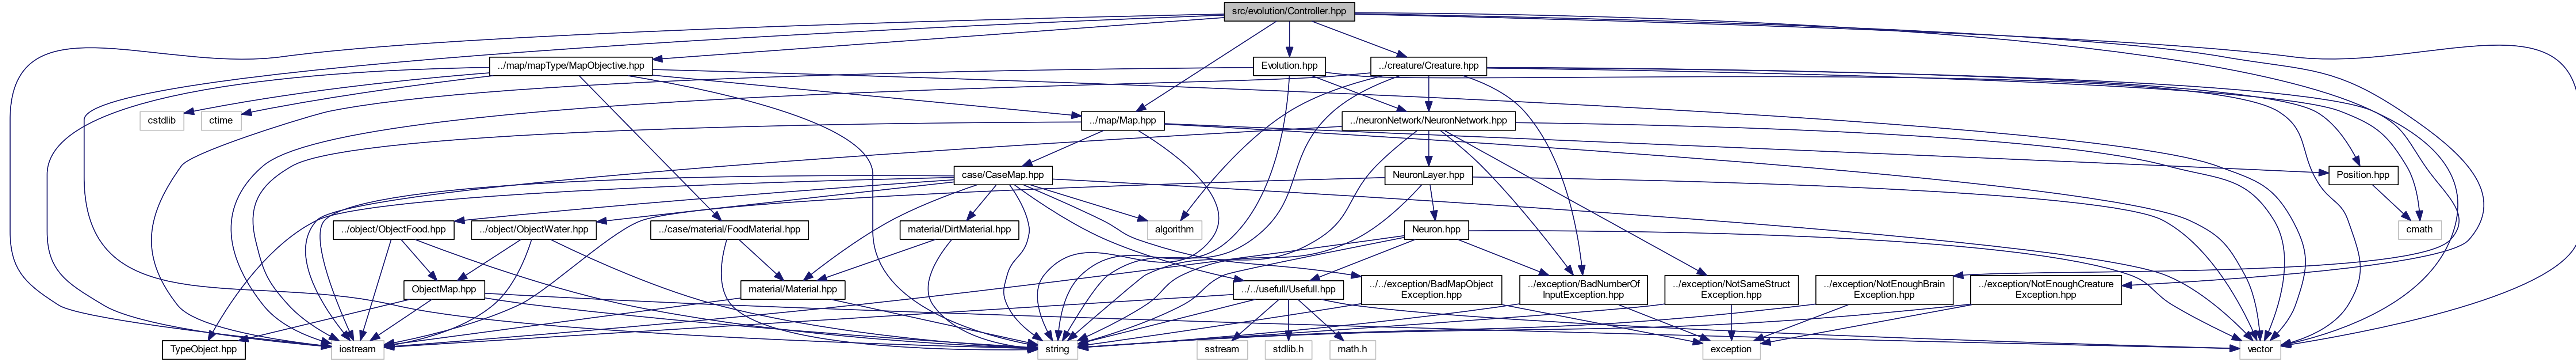 src/evolution/Controller.hpp
../map/mapType/MapObjective.hpp
Evolution.hpp
../creature/Creature.hpp
cstdlib
ctime
../map/Map.hpp
../neuronNetwork/NeuronNetwork.hpp
case/CaseMap.hpp
NeuronLayer.hpp
Position.hpp
../object/ObjectFood.hpp
../object/ObjectWater.hpp
../case/material/FoodMaterial.hpp
material/DirtMaterial.hpp
algorithm
Neuron.hpp
cmath
ObjectMap.hpp
material/Material.hpp
../../usefull/Usefull.hpp
../../exception/BadMapObject
Exception.hpp
../exception/BadNumberOf
InputException.hpp
../exception/NotSameStruct
Exception.hpp
../exception/NotEnoughBrain
Exception.hpp
../exception/NotEnoughCreature
Exception.hpp
TypeObject.hpp
iostream
string
sstream
stdlib.h
math.h
exception
vector